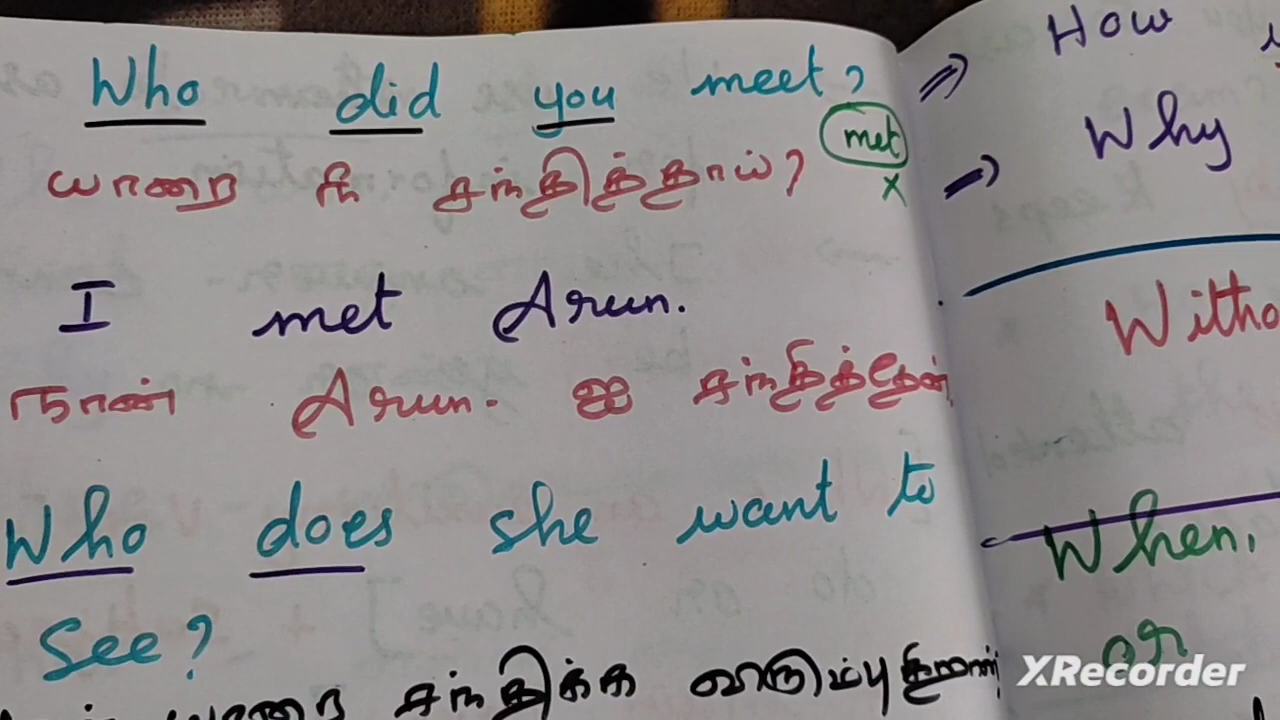 Who did you meet?
met
x
யாரை நீ சந்தித்தாய்?
I met Arun.
நான் Arun. ஐ சந்தித்தேன்
Who does she want to
See?
யாரை சந்திக்க விரும்புகிறாள்
How
Why
When,
or
XRecorder